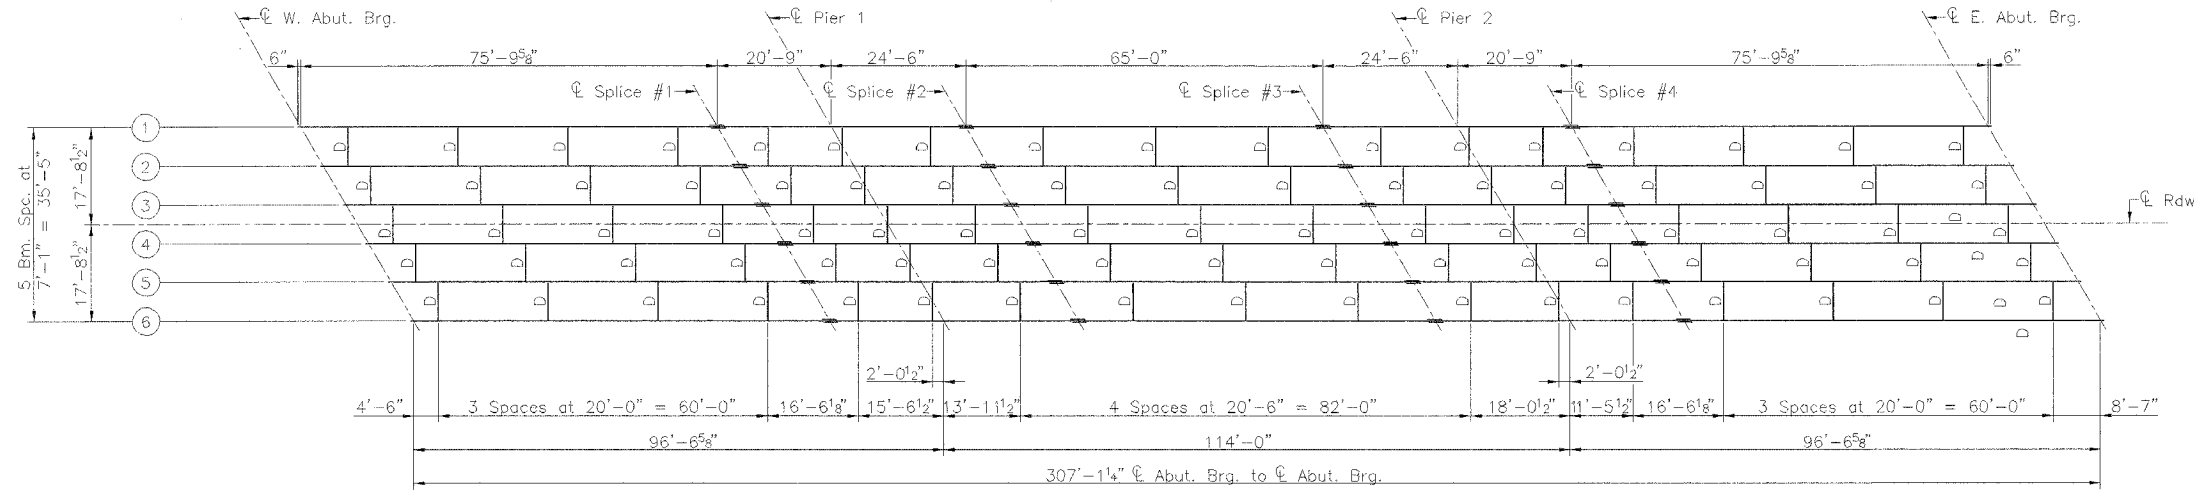 ℄ W. Abut. Brg.
℄ Pier 1
℄ Pier 2
℄ E. Abut. Brg.
6"
75'-9⅝"
20'-9"
24'-6"
65'-0"
24'-6"
20'-9"
75'-9⅝"
6"
℄ Splice #1
℄ Splice #2
℄ Splice #3
℄ Splice #4
5 Bm. Spc. at
7'-1" = 35'-5"
17'-8½"
17'-8½"
1
D D D D D D D D D D D D D D D
2
D D D D D D D D D D D D D D D
3
℄ Rdw
D D D D D D D D D D D D D D D D
4
D D D D D D D D D D D D D D D D
5
D D D D D D D D D D D D D D D D
6
D
2'-0½"
2'-0½"
4'-6"
3 Spaces at 20'-0" = 60'-0"
16'-6⅛"
15'-6½"
13'-11½"
4 Spaces at 20'-6" = 82'-0"
18'-0½"
11'-5½"
16'-6⅛"
3 Spaces at 20'-0" = 60'-0"
8'-7"
96'-6⅝"
114'-0"
96'-6⅝"
307'-1¼" ℄ Abut. Brg. to ℄ Abut. Brg.